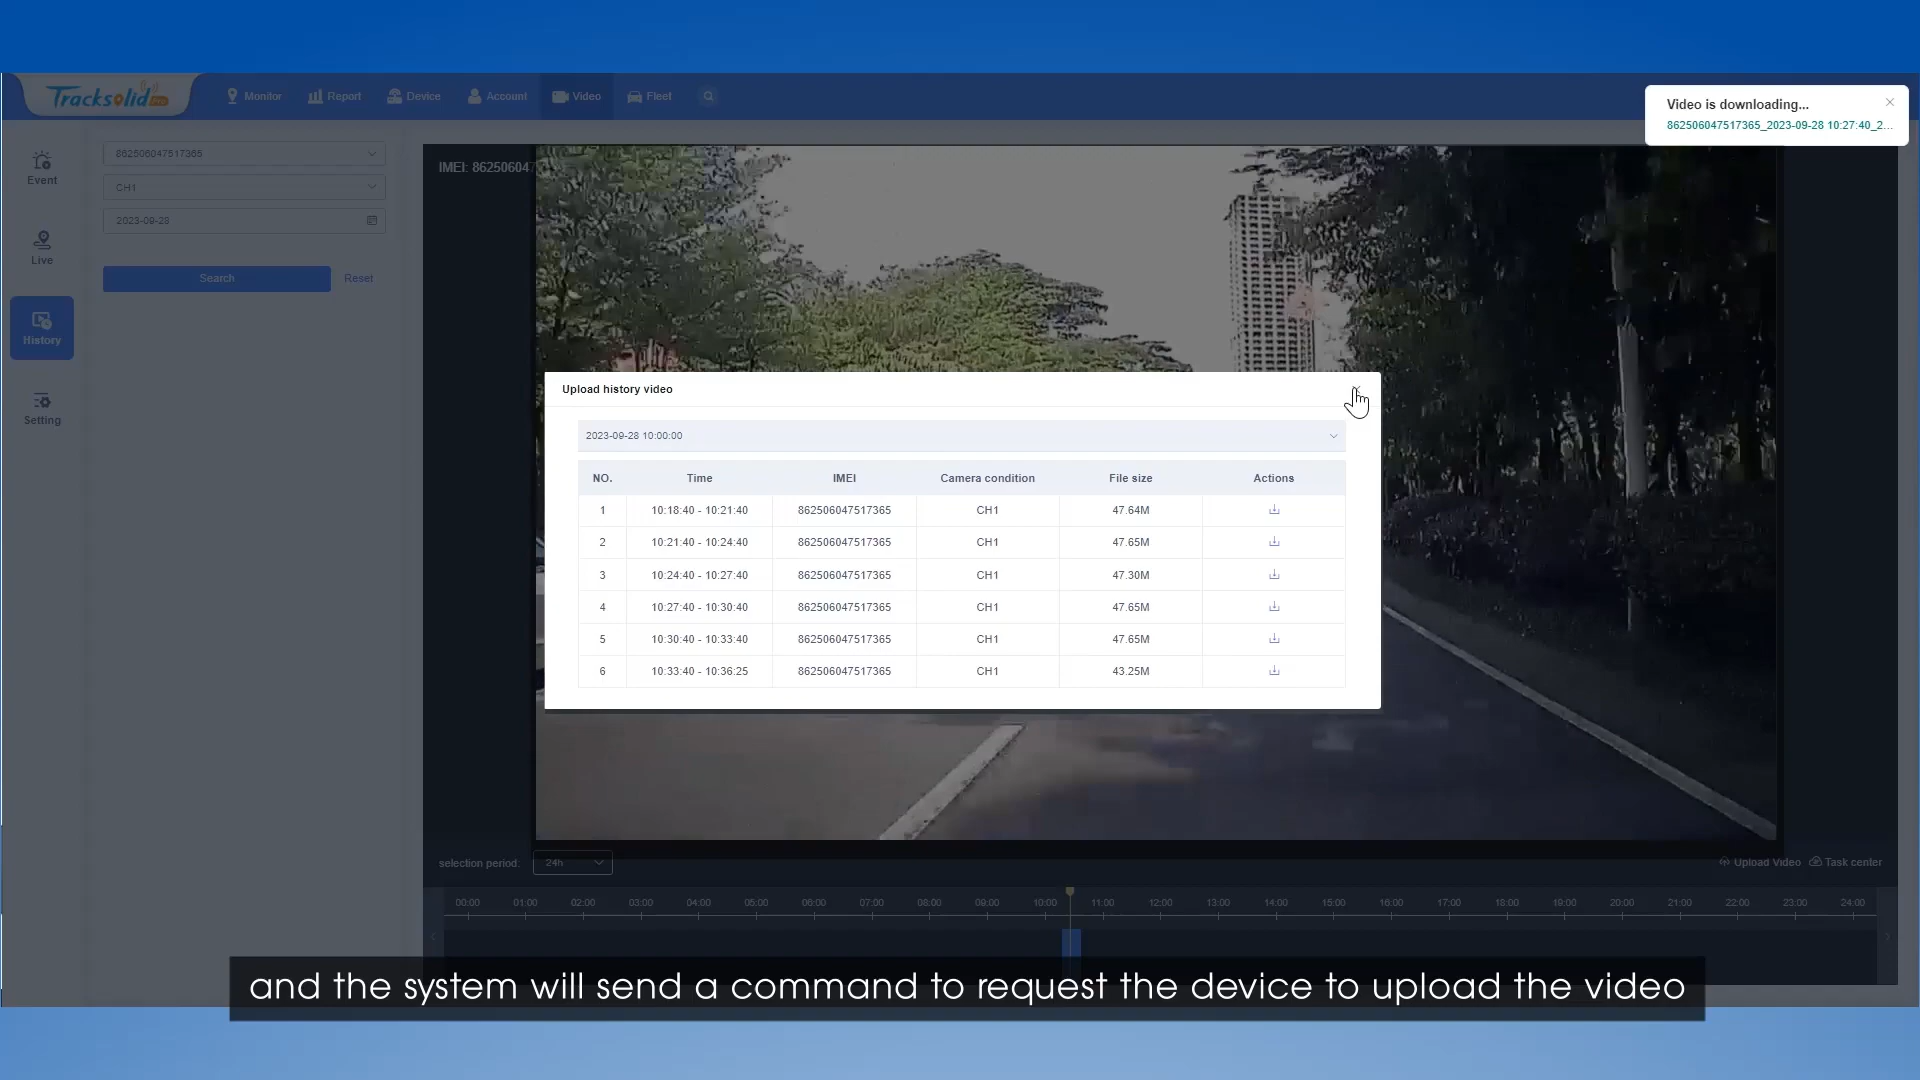 Tracksolid Pro
Monitor
Report
Device
Account
Video
Fleet
Video is downloading...
862506047517365_2023-09-28 10:27:40_2...
Event
Live
History
Setting
862506047517365
CH1
2023-09-28
Search
Reset
IMEI: 86250604
Upload history video
2023-09-28 10:00:00
NO. Time IMEI Camera condition File size Actions
1 10:18:40 - 10:21:40 862506047517365 CH1 47.64M
2 10:21:40 - 10:24:40 862506047517365 CH1 47.65M
3 10:24:40 - 10:27:40 862506047517365 CH1 47.30M
4 10:27:40 - 10:30:40 862506047517365 CH1 47.65M
5 10:30:40 - 10:33:40 862506047517365 CH1 47.65M
6 10:33:40 - 10:36:25 862506047517365 CH1 43.25M
selection period: 24h
Upload Video Task center
00:00 01:00 02:00 03:00 04:00 05:00 06:00 07:00 08:00 09:00 10:00 11:00 12:00 13:00 14:00 15:00 16:00 17:00 18:00 19:00 20:00 21:00 22:00 23:00 24:00
and the system will send a command to request the device to upload the video